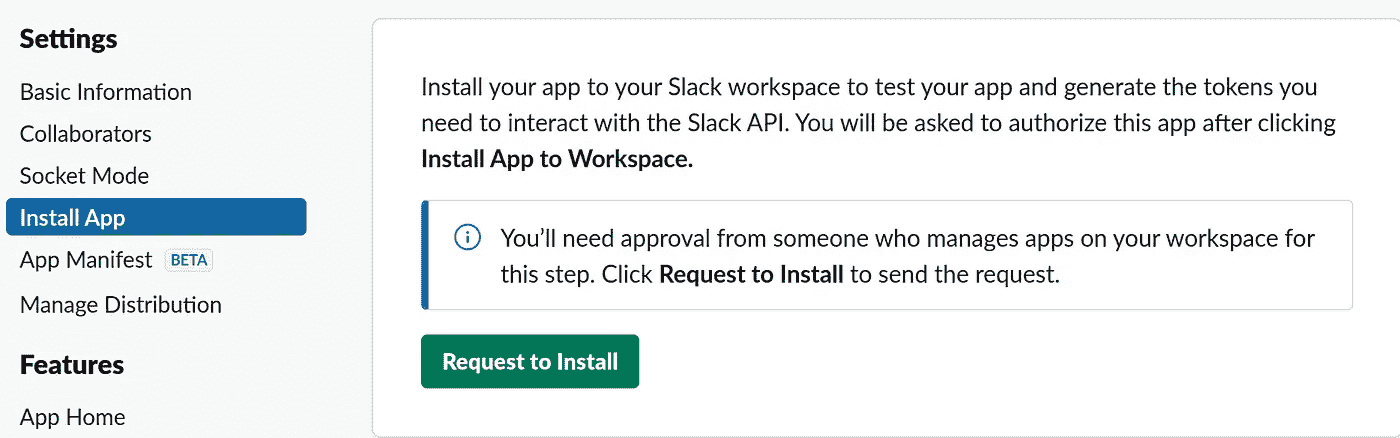 Settings
Basic Information
Collaborators
Socket Mode
Install App
App Manifest BETA
Manage Distribution
Features
App Home
Install your app to your Slack workspace to test your app and generate the tokens you
need to interact with the Slack API. You will be asked to authorize this app after clicking
Install App to Workspace.
You’ll need approval from someone who manages apps on your workspace for
this step. Click Request to Install to send the request.
Request to Install